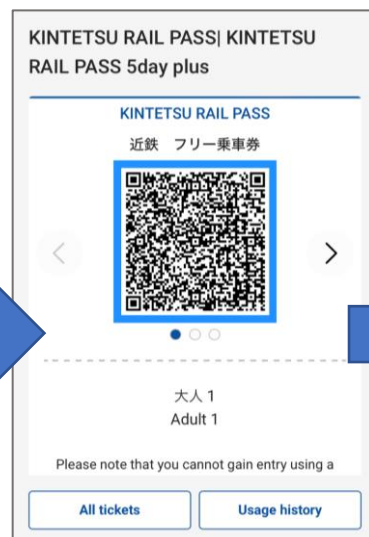 KINTETSU RAIL PASS| KINTETSU
RAIL PASS 5day plus
KINTETSU RAIL PASS
近鉄 フリー乗車券
大人 1
Adult 1
Please note that you cannot gain entry using a
All tickets
Usage history